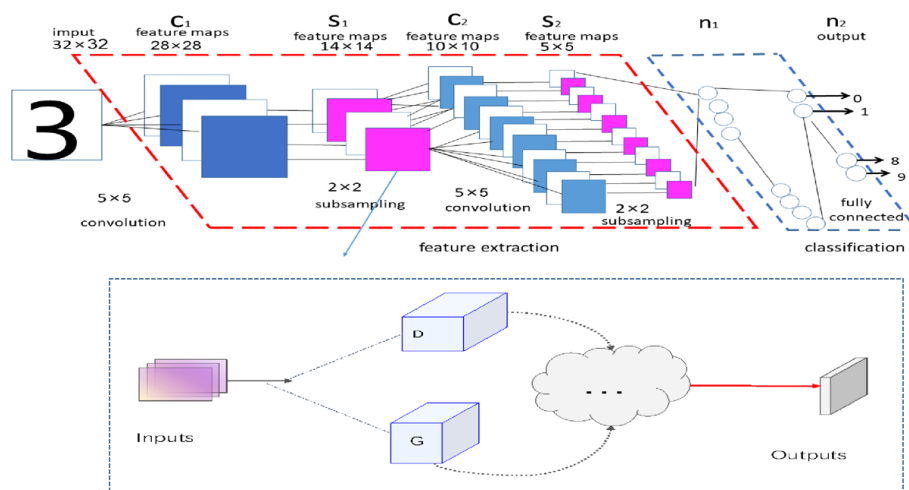 C₁ S₁ C₂ S₂ n₁ n₂
imput feature maps feature maps feature maps feature maps output
32×32 28×28 14×14 10×10 5×5
3
0
1
8
9
5×5 2×2 5×5 2×2 fully
convolution subsampling convolution subsampling connected
feature extraction classification
D
. . .
G
Inputs Outputs